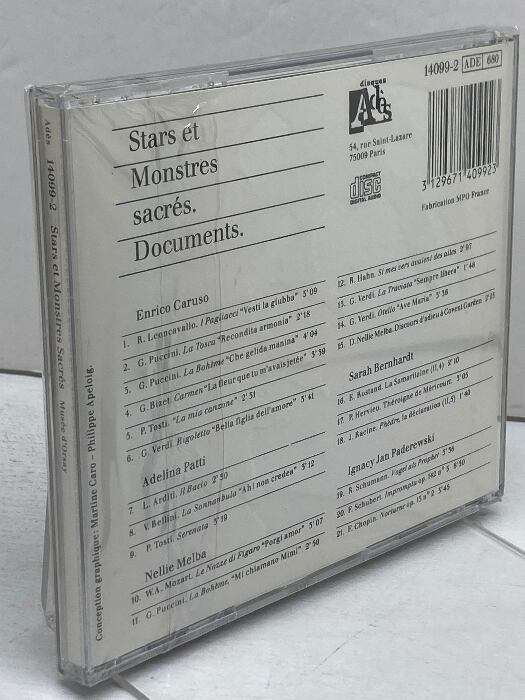 Adès 14099-2 Stars et Monstres Sacrés Musée d'Orsay
Conception graphique: Martine Caro - Philippe Apeloig.
Stars et
Monstres
sacrés.
Documents.
disques
Adès
54, rue Saint-Lazare
75009 Paris
COMPACT
disc
DIGITAL AUDIO
14099-2 ADE 680
3 129671 409923
Fabrication MPO France
Enrico Caruso
1. R. Leoncavallo. I Pagliacci "Vesti la giubba" 3'09
2. G. Puccini. La Tosca "Recondita armonia" 2'18
3. G. Puccini. La Bohème "Che gelida manina" 4'04
4. G. Bizet. Carmen "La fleur que tu m'avais jetée" 3'39
5. P. Tosti. "La mia canzone" 2'51
6. G. Verdi. Rigoletto "Bella figlia dell'amore" 3'41
Adelina Patti
7. L. Arditi. Il Bacio 2'30
8. V. Bellini. La Sonnanbula "Ah! non credea" 3'12
9. P. Tosti. Serenata 3'19
Nellie Melba
10. W.A. Mozart. Le Nozze di Figaro "Porgi amor" 3'07
11. G. Puccini. La Bohème, "Mi chiamano Mimi" 2'50
12. R. Hahn. Si mes vers avaient des ailes 2'07
13. G. Verdi. La Traviata "Sempre libera" 1'46
14. G. Verdi. Otello "Ave Maria" 3'36
15. D. Nellie Melba. Discours d'adieu à Covent Garden 2'25
Sarah Bernhardt
16. E. Rostand. La Samaritaine (II,4) 2'10
17. P. Hervieu. Théroigne de Méricourt. 3'05
18. J. Racine. Phèdre, la déclaration (II,5) 1'40
Ignacy Jan Paderewski
19. R. Schumann. Vogel als Prophet 3'36
20. F. Schubert. Impromptu op. 142 n° 3 8'30
21. F. Chopin. Nocturne op. 15 n° 2 3'45